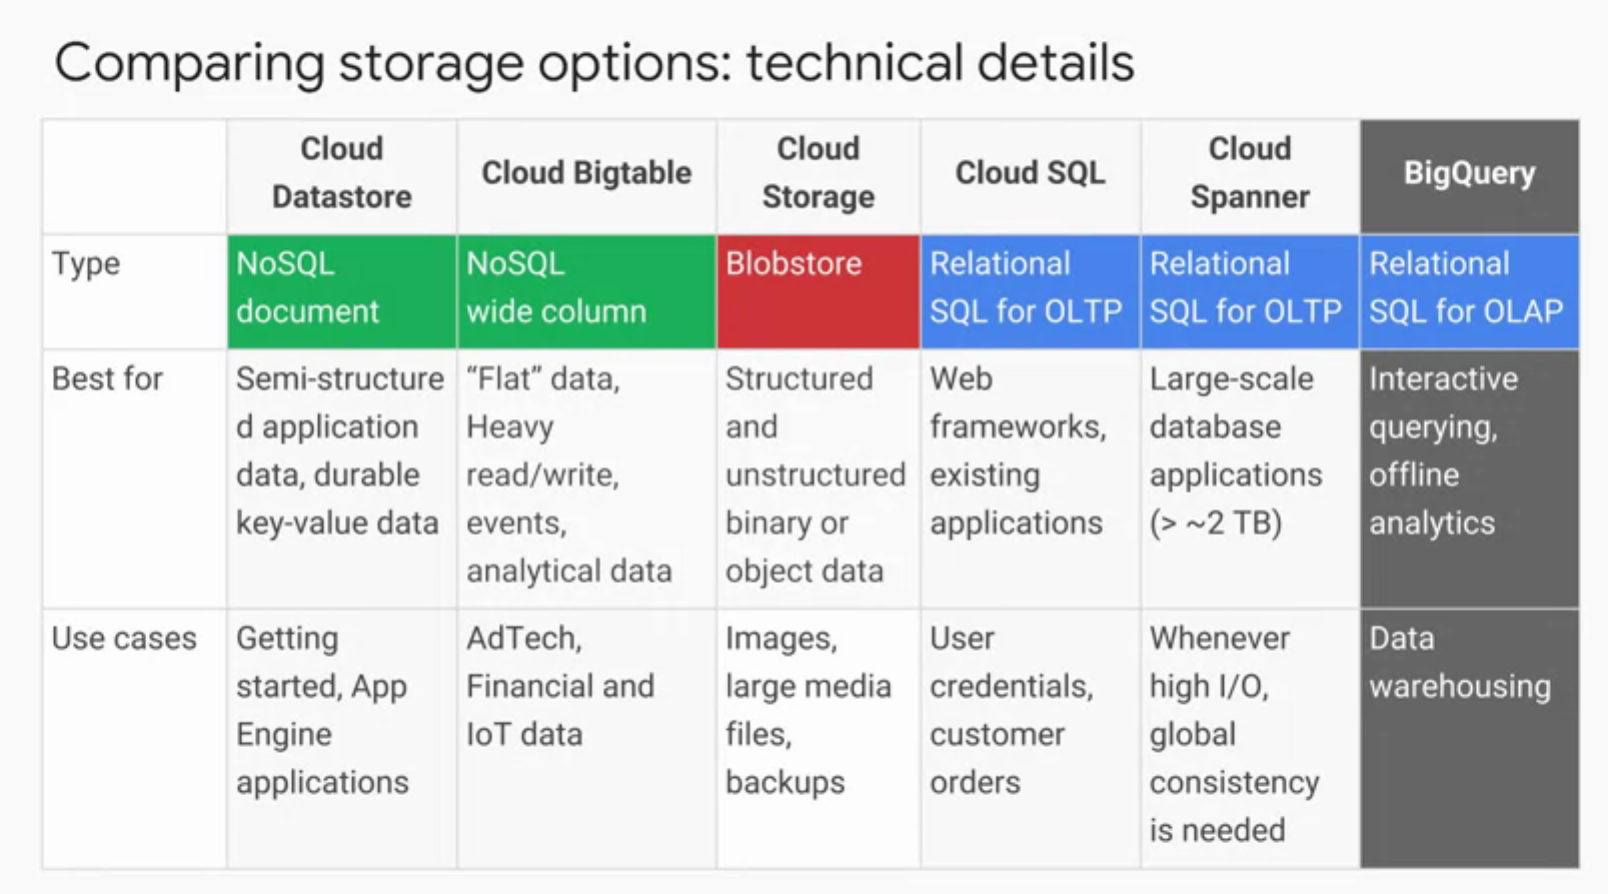 Comparing storage options: technical details
Cloud
Datastore
Cloud Bigtable
Cloud
Storage
Cloud SQL
Cloud
Spanner
BigQuery
Type
NoSQL
document
NoSQL
wide column
Blobstore
Relational
SQL for OLTP
Relational
SQL for OLTP
Relational
SQL for OLAP
Best for
Semi-structure
d application
data, durable
key-value data
“Flat” data,
Heavy
read/write,
events,
analytical data
Structured
and
unstructured
binary or
object data
Web
frameworks,
existing
applications
Large-scale
database
applications
(> ~2 TB)
Interactive
querying,
offline
analytics
Use cases
Getting
started, App
Engine
applications
AdTech,
Financial and
IoT data
Images,
large media
files,
backups
User
credentials,
customer
orders
Whenever
high I/O,
global
consistency
is needed
Data
warehousing